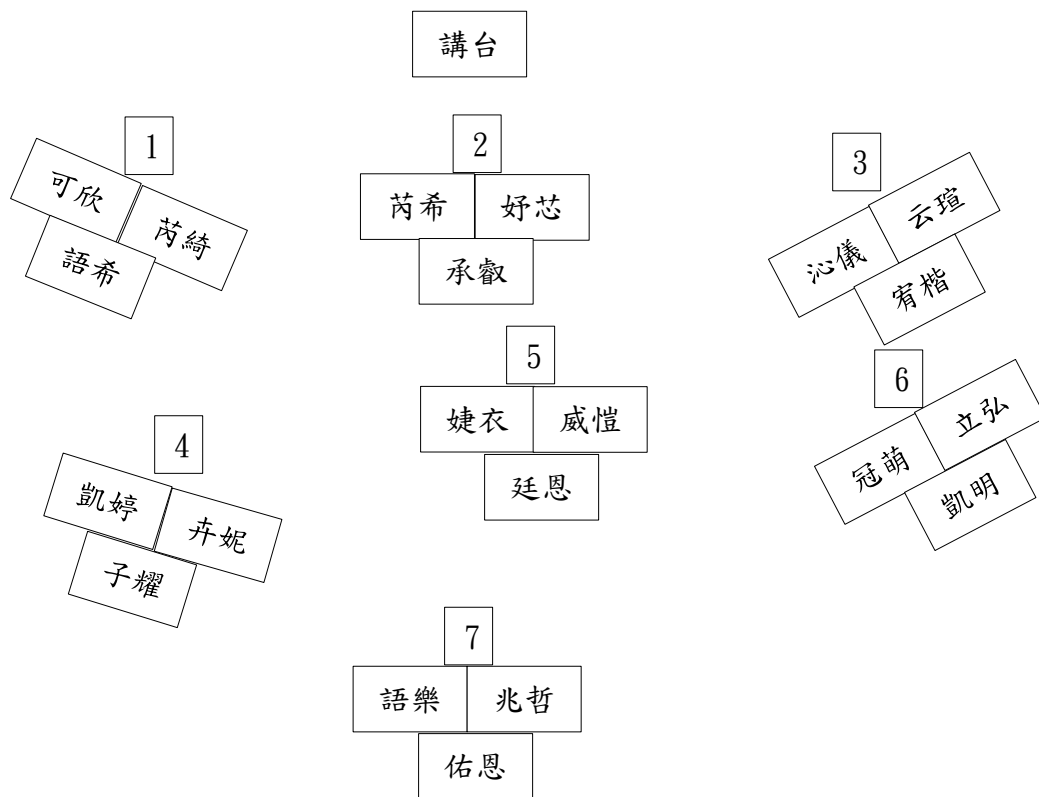 講台
1
可欣
芮綺
語希
2
芮希
妤芯
承叡
3
沁儀
云瑄
宥楷
4
凱婷
卉妮
子耀
5
婕衣
威愷
廷恩
6
冠萌
立弘
凱明
7
語樂
兆哲
佑恩